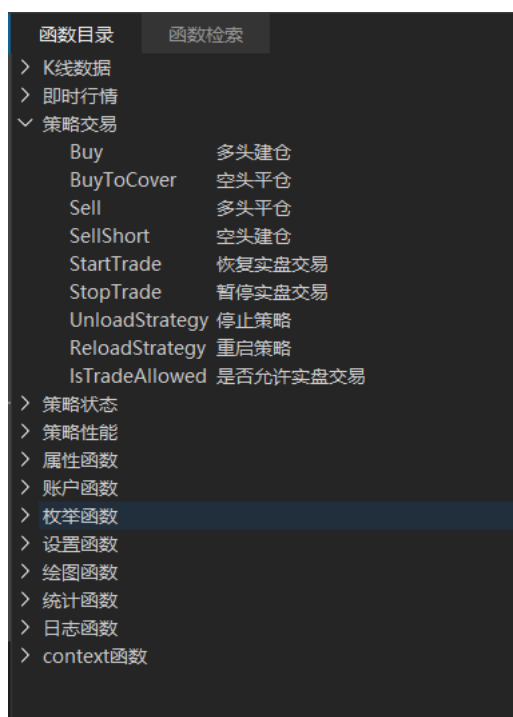 函数目录 函数检索
K线数据
即时行情
策略交易
Buy 多头建仓
BuyToCover 空头平仓
Sell 多头平仓
SellShort 空头建仓
StartTrade 恢复实盘交易
StopTrade 暂停实盘交易
UnloadStrategy 停止策略
ReloadStrategy 重启策略
IsTradeAllowed 是否允许实盘交易
策略状态
策略性能
属性函数
账户函数
枚举函数
设置函数
绘图函数
统计函数
日志函数
context函数